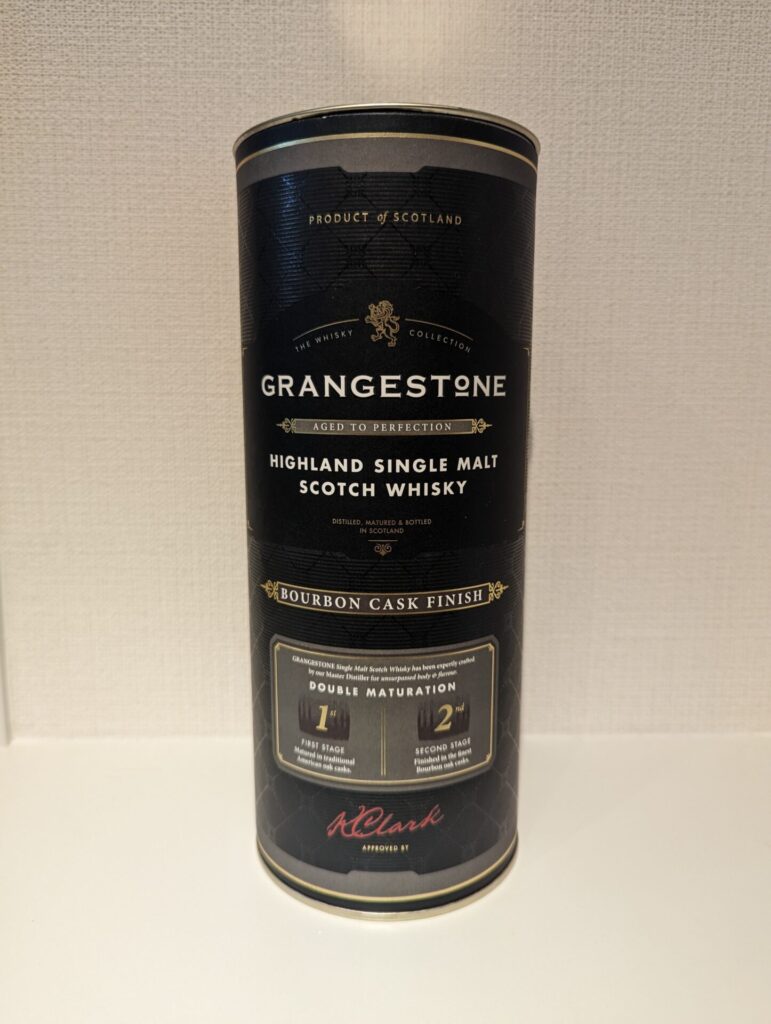 PRODUCT of SCOTLAND
THE WHISKY COLLECTION
GRANGESTONE
AGED TO PERFECTION
HIGHLAND SINGLE MALT
SCOTCH WHISKY
DISTILLED, MATURED & BOTTLED
IN SCOTLAND
BOURBON CASK FINISH
GRANGESTONE Single Malt Scotch Whisky has been expertly crafted
by our Master Distiller for unsurpassed body & flavour.
DOUBLE MATURATION
1st 2nd
FIRST STAGE SECOND STAGE
Matured in traditional Finished in the finest
American oak casks. Bourbon oak casks.
KClark
APPROVED BY